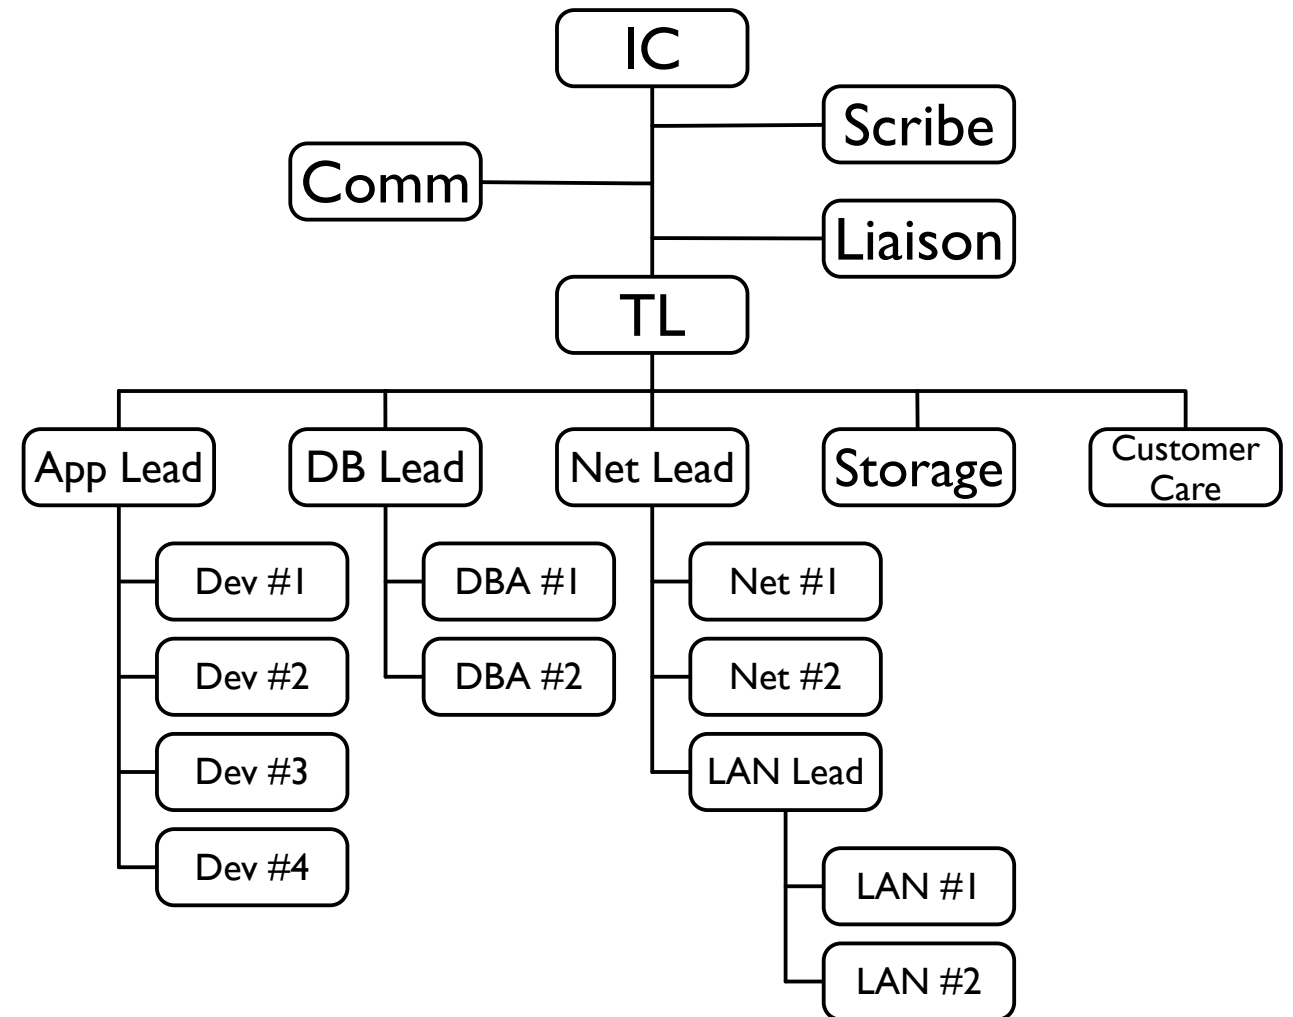 IC
Scribe
Comm
Liaison
TL
App Lead
DB Lead
Net Lead
Storage
Customer
Care
Dev #1
DBA #1
Net #1
Dev #2
DBA #2
Net #2
Dev #3
LAN Lead
Dev #4
LAN #1
LAN #2